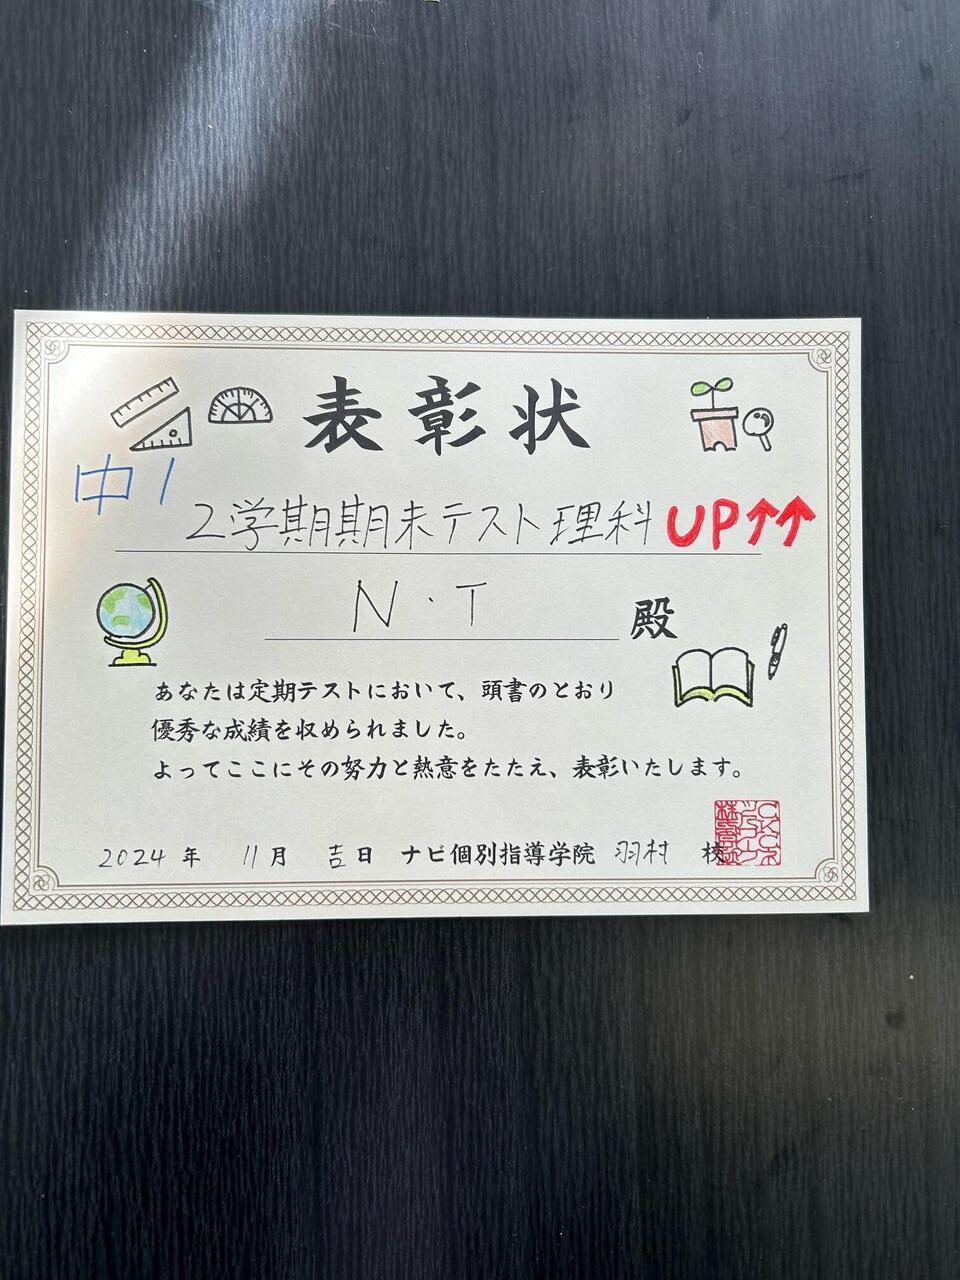 表彰状
中1
2学期期末テスト理科 UP↑↑
N・T 殿
あなたは定期テストにおいて、頭書のとおり
優秀な成績を収められました。
よってここにその努力と熱意をたたえ、表彰いたします。
2024 年 11 月 吉日 ナビ個別指導学院 羽村 校